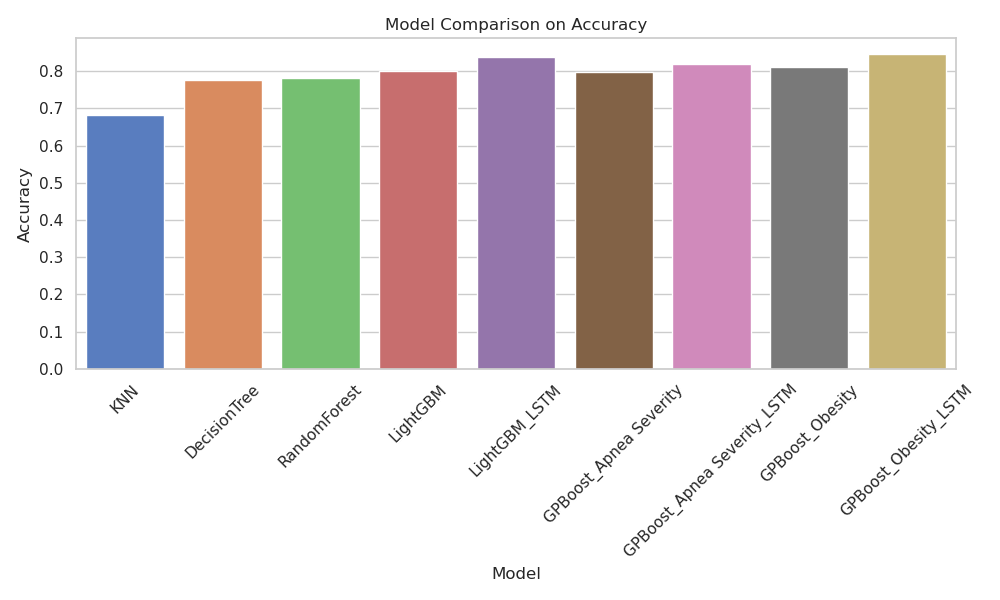 Model Comparison on Accuracy
Accuracy
0.8
0.7
0.6
0.5
0.4
0.3
0.2
0.1
0.0
KNN
DecisionTree
RandomForest
LightGBM
LightGBM_LSTM
GPBoost_Apnea Severity
GPBoost_Apnea Severity_LSTM
GPBoost_Obesity
GPBoost_Obesity_LSTM
Model